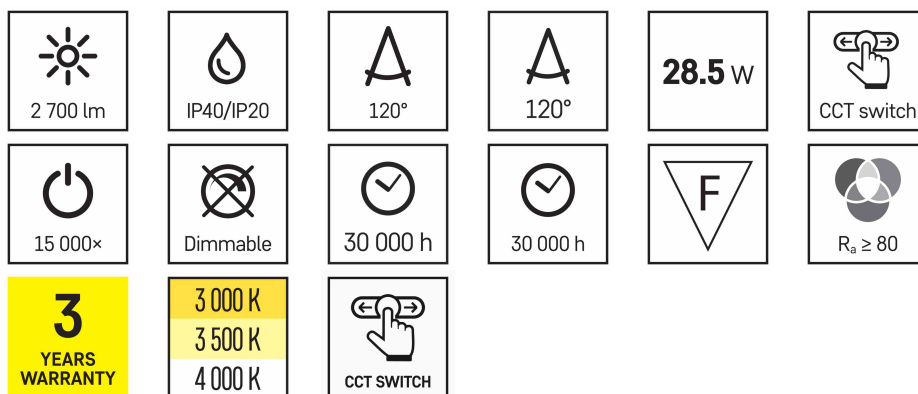 2 700 lm
IP40/IP20
120°
120°
28.5 W
CCT switch
15 000×
Dimmable
30 000 h
30 000 h
F
Rₐ ≥ 80
3
YEARS
WARRANTY
3 000 K
3 500 K
4 000 K
CCT SWITCH